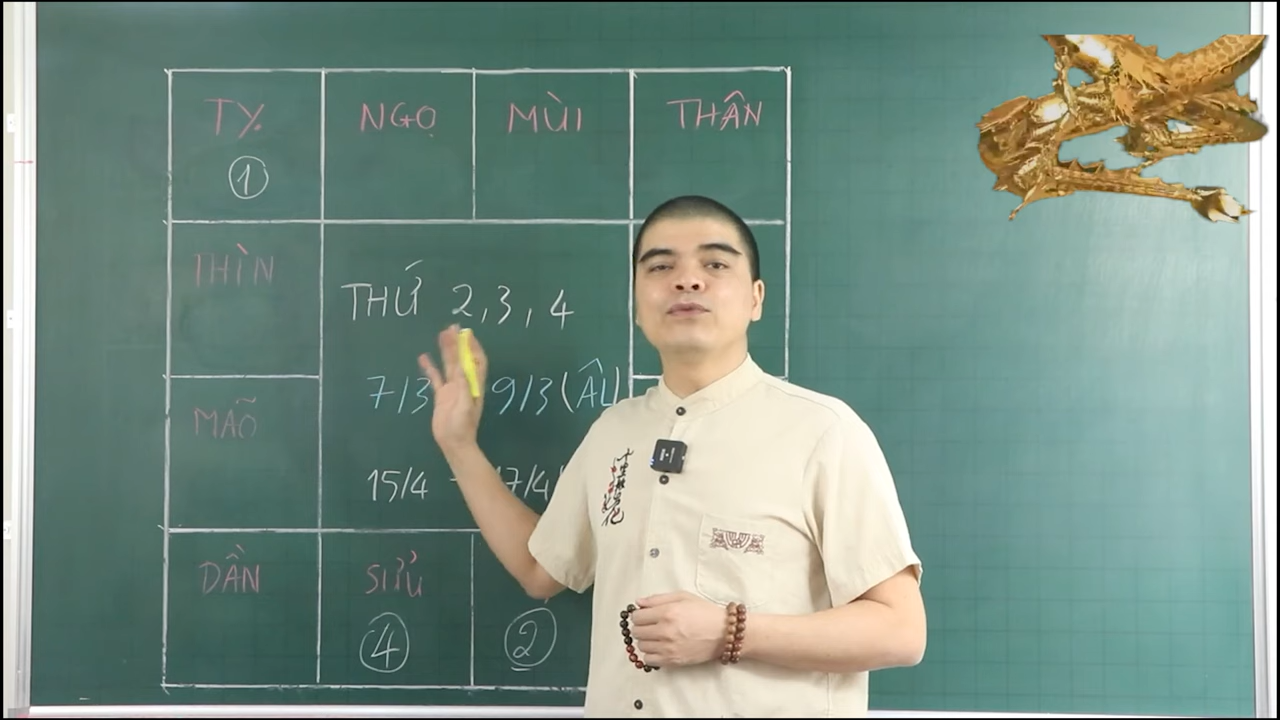 TỴ NGỌ MÙI THÂN
①
THÌN
THỨ 2, 3, 4
7/3 9/3 (ÂL)
MÃO
15/4 - 17/4
DẦN SỬU
④ ②